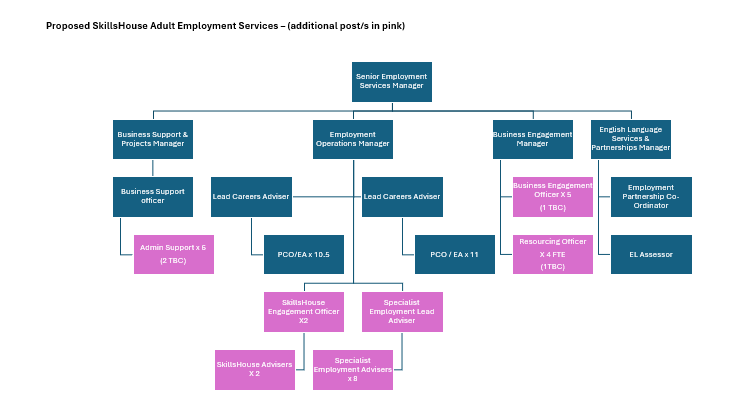 Proposed SkillsHouse Adult Employment Services – (additional post/s in pink)
Senior Employment
Services Manager
Business Support &
Projects Manager
Employment
Operations Manager
Business Engagement
Manager
English Language
Services &
Partnerships Manager
Business Support
officer
Lead Careers Adviser
Lead Careers Adviser
Business Engagement
Officer X 5
(1 TBC)
Employment
Partnership Co-
Ordinator
Admin Support x 6
(2 TBC)
PCO/EA x 10.5
PCO / EA x 11
Resourcing Officer
X 4 FTE
(1TBC)
EL Assessor
SkillsHouse
Engagement Officer
X2
Specialist
Employment Lead
Adviser
SkillsHouse Advisers
X 2
Specialist
Employment Advisers
x 8